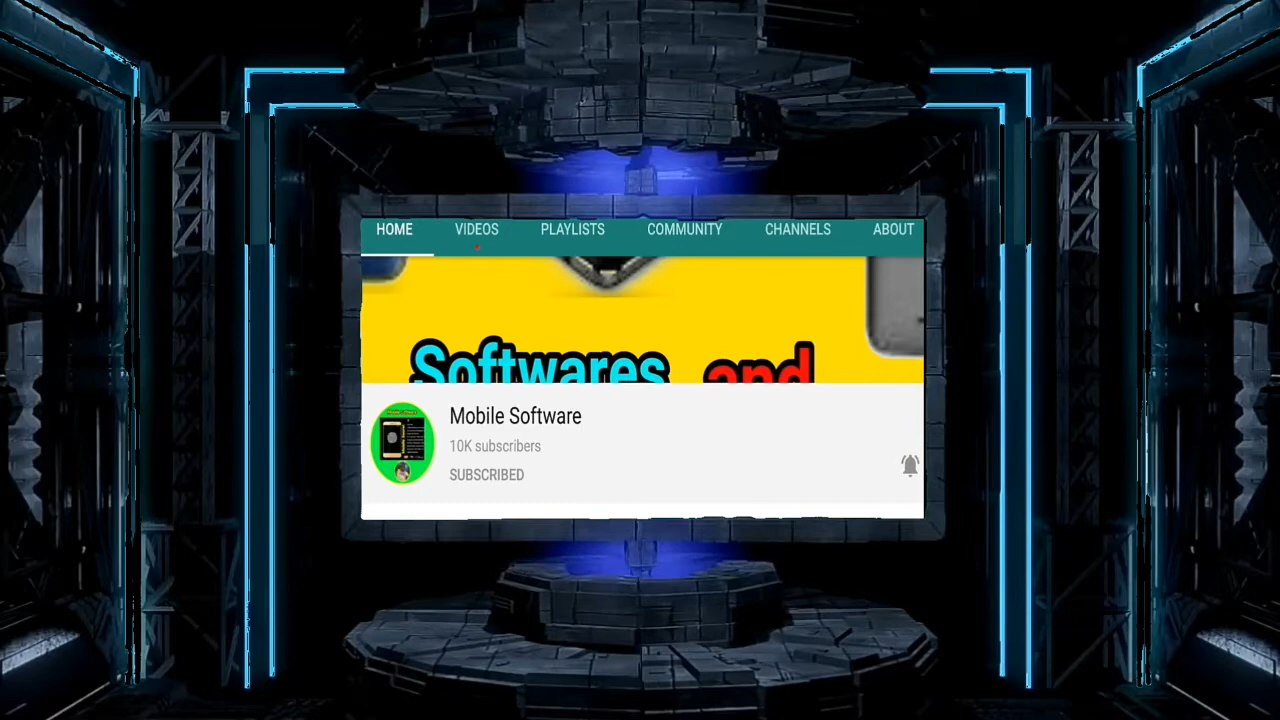 HOME VIDEOS PLAYLISTS COMMUNITY CHANNELS ABOUT
Softwares and
Mobile Software
10K subscribers
SUBSCRIBED